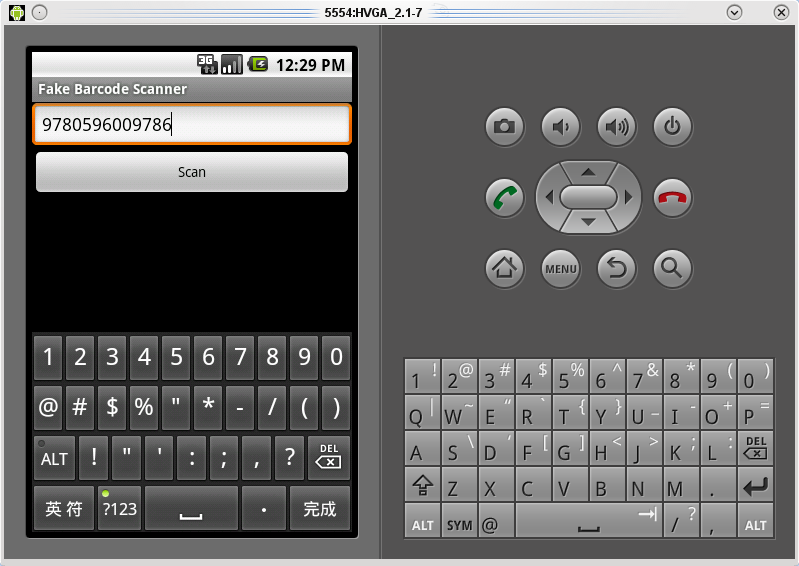 5554:HVGA_2.1-7
3G 12:29 PM
Fake Barcode Scanner
9780596009786
Scan
1 2 3 4 5 6 7 8 9 0
@ # $ % " * - / ( )
ALT ! " ' : ; , ? DEL
英 符 ?123 . 完成
MENU
1 ! 2 @ 3 # 4 $ 5 % 6 ^ 7 & 8 * 9 ( 0 )
Q | W ~ E “ R ` T { Y } U _ I - O + P =
A S \ D ‘ F [ G ] H < J > K ; L : DEL
Z X C V B N M .
ALT SYM @ / ? , ALT